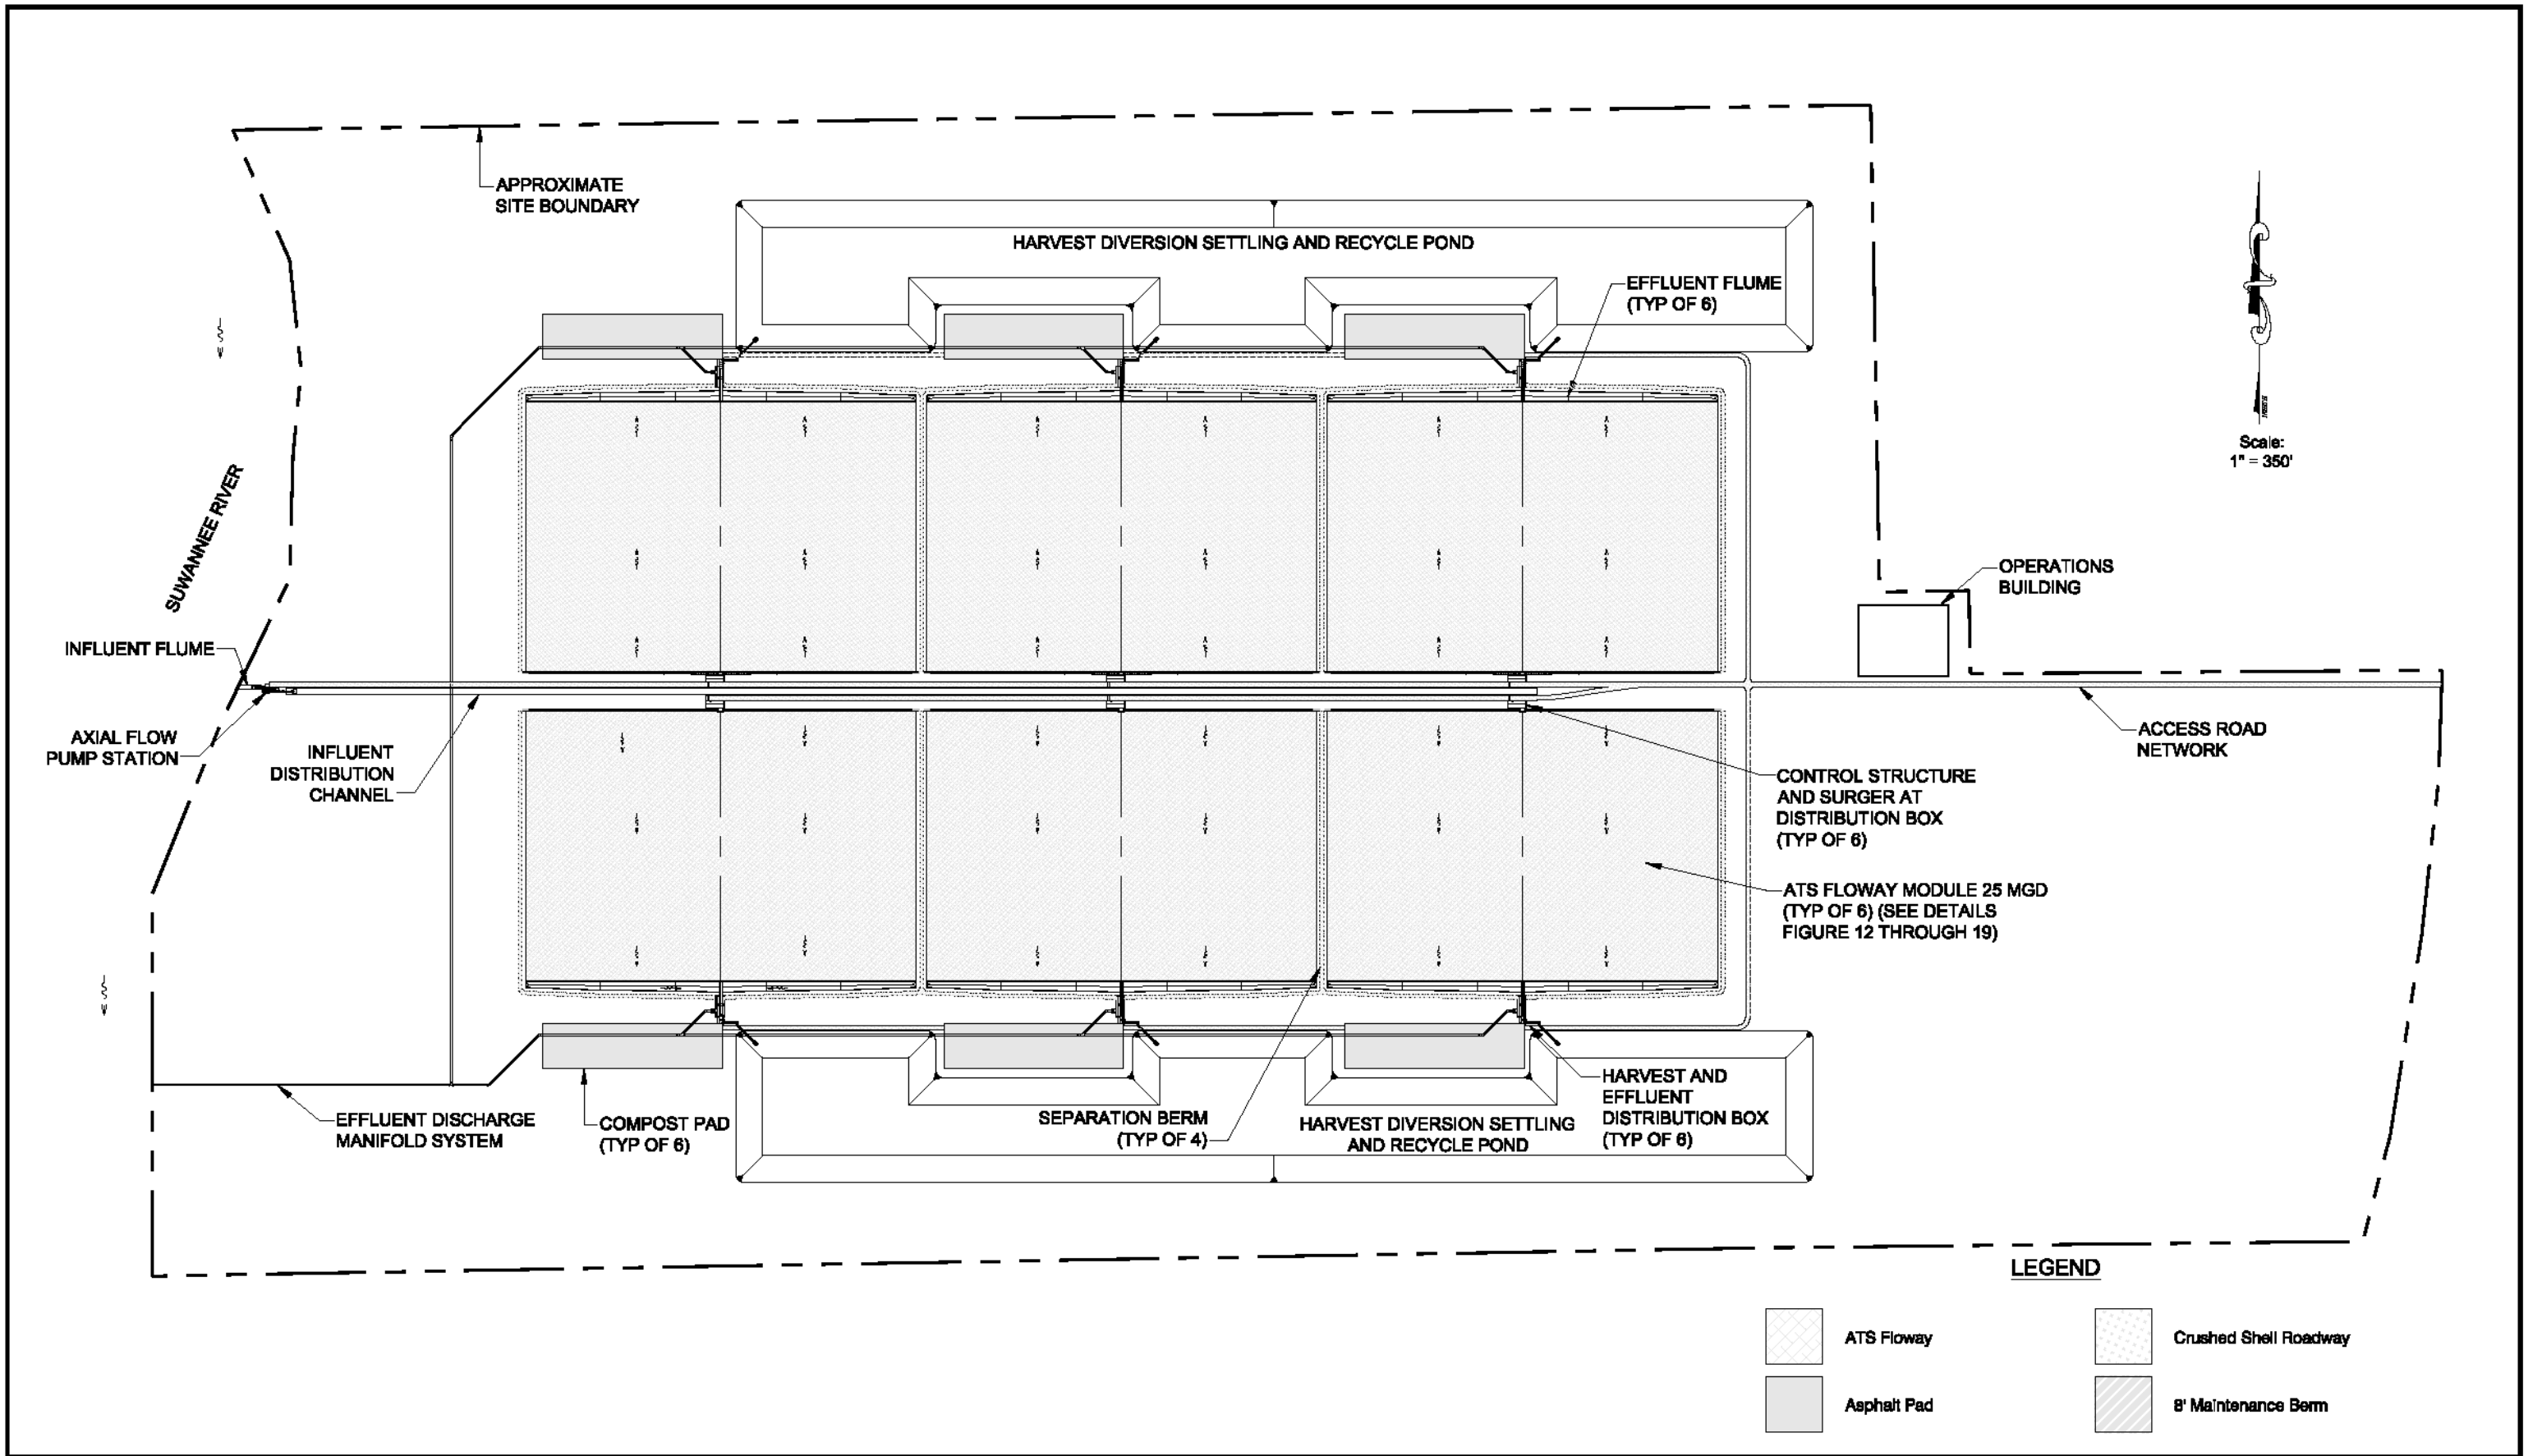 APPROXIMATE
SITE BOUNDARY
HARVEST DIVERSION SETTLING AND RECYCLE POND
EFFLUENT FLUME
(TYP OF 6)
Scale:
1" = 350'
SUWANNEE RIVER
OPERATIONS
BUILDING
INFLUENT FLUME
AXIAL FLOW
PUMP STATION
INFLUENT
DISTRIBUTION
CHANNEL
ACCESS ROAD
NETWORK
CONTROL STRUCTURE
AND SURGER AT
DISTRIBUTION BOX
(TYP OF 6)
ATS FLOWAY MODULE 25 MGD
(TYP OF 6) (SEE DETAILS
FIGURE 12 THROUGH 19)
EFFLUENT DISCHARGE
MANIFOLD SYSTEM
COMPOST PAD
(TYP OF 6)
SEPARATION BERM
(TYP OF 4)
HARVEST DIVERSION SETTLING
AND RECYCLE POND
HARVEST AND
EFFLUENT
DISTRIBUTION BOX
(TYP OF 6)
LEGEND
ATS Floway
Crushed Shell Roadway
Asphalt Pad
8' Maintenance Berm